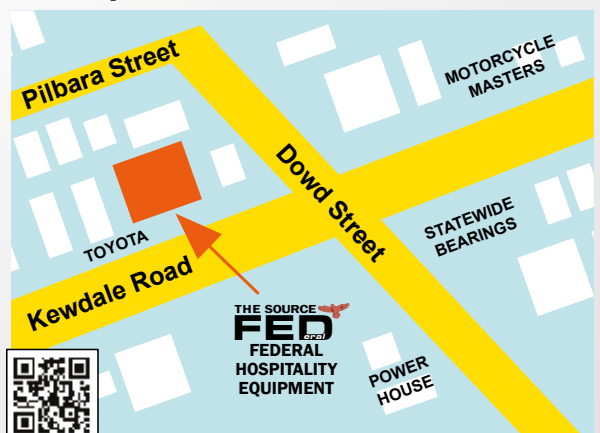 Pilbara Street
MOTORCYCLE
MASTERS
Dowd Street
STATEWIDE
BEARINGS
TOYOTA
Kewdale Road
THE SOURCE
FED
eral
FEDERAL
HOSPITALITY
EQUIPMENT
POWER
HOUSE